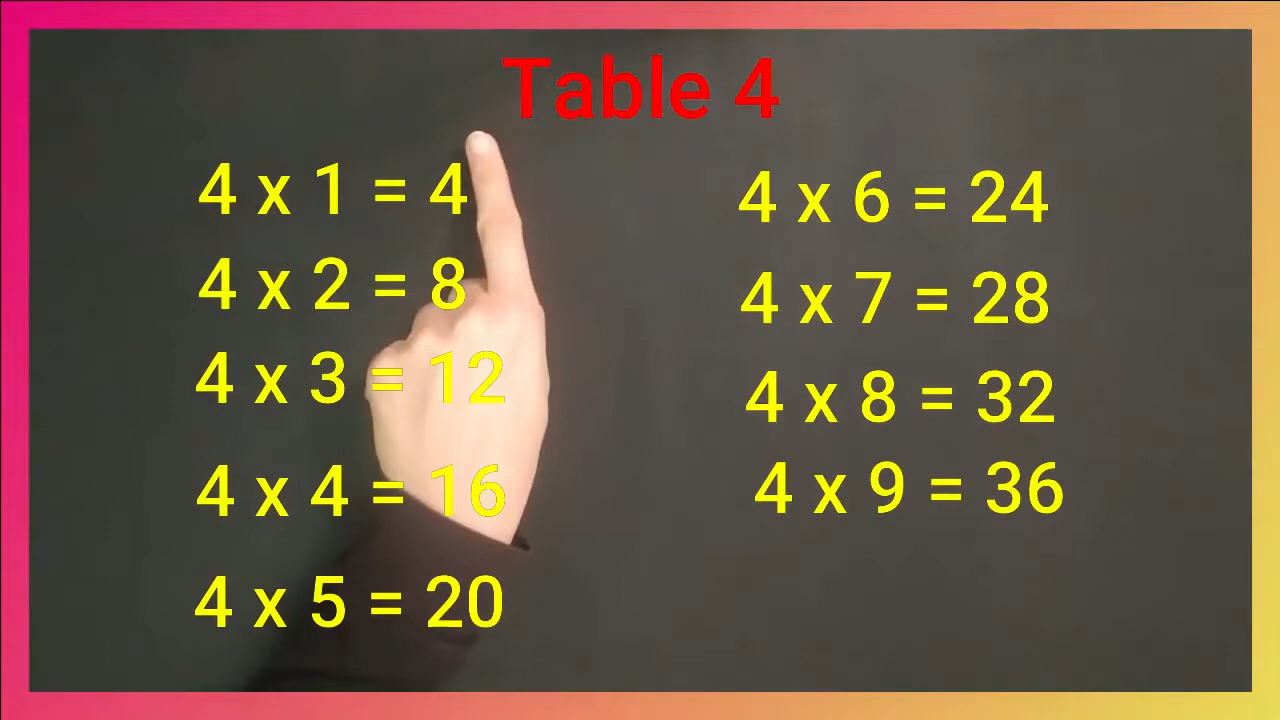 Table 4
4 x 1 = 4
4 x 2 = 8
4 x 3 = 12
4 x 4 = 16
4 x 5 = 20
4 x 6 = 24
4 x 7 = 28
4 x 8 = 32
4 x 9 = 36